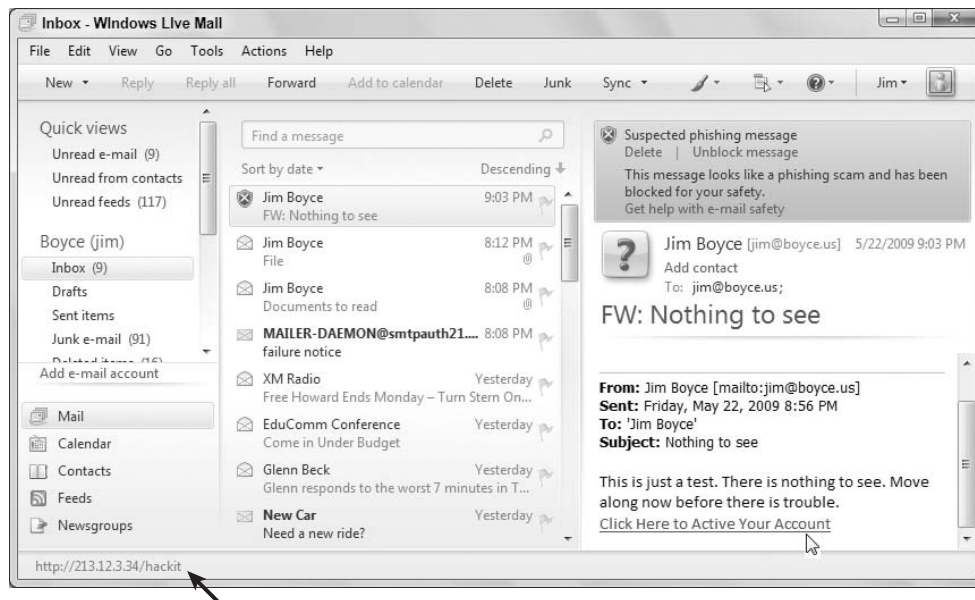 Inbox - WIndows LIve Mall
File Edit View Go Tools Actions Help
New Reply Reply all Forward Add to calendar Delete Junk Sync Jim
Quick views
Unread e-mail (9)
Unread from contacts
Unread feeds (117)
Boyce (jim)
Inbox (9)
Drafts
Sent items
Junk e-mail (91)
Deleted items (16)
Add e-mail account
Mail
Calendar
Contacts
Feeds
Newsgroups
Find a message
Sort by date Descending
Jim Boyce 9:03 PM
FW: Nothing to see
Jim Boyce 8:12 PM
File
Jim Boyce 8:08 PM
Documents to read
MAILER-DAEMON@smtpauth21.... 8:08 PM
failure notice
XM Radio Yesterday
Free Howard Ends Monday – Turn Stern On...
EduComm Conference Yesterday
Come in Under Budget
Glenn Beck Yesterday
Glenn responds to the worst 7 minutes in T...
New Car Yesterday
Need a new ride?
Suspected phishing message
Delete | Unblock message
This message looks like a phishing scam and has been
blocked for your safety.
Get help with e-mail safety
Jim Boyce [jim@boyce.us] 5/22/2009 9:03 PM
Add contact
To: jim@boyce.us;
FW: Nothing to see
From: Jim Boyce [mailto:jim@boyce.us]
Sent: Friday, May 22, 2009 8:56 PM
To: 'Jim Boyce'
Subject: Nothing to see
This is just a test. There is nothing to see. Move
along now before there is trouble.
Click Here to Active Your Account
http://213.12.3.34/hackit